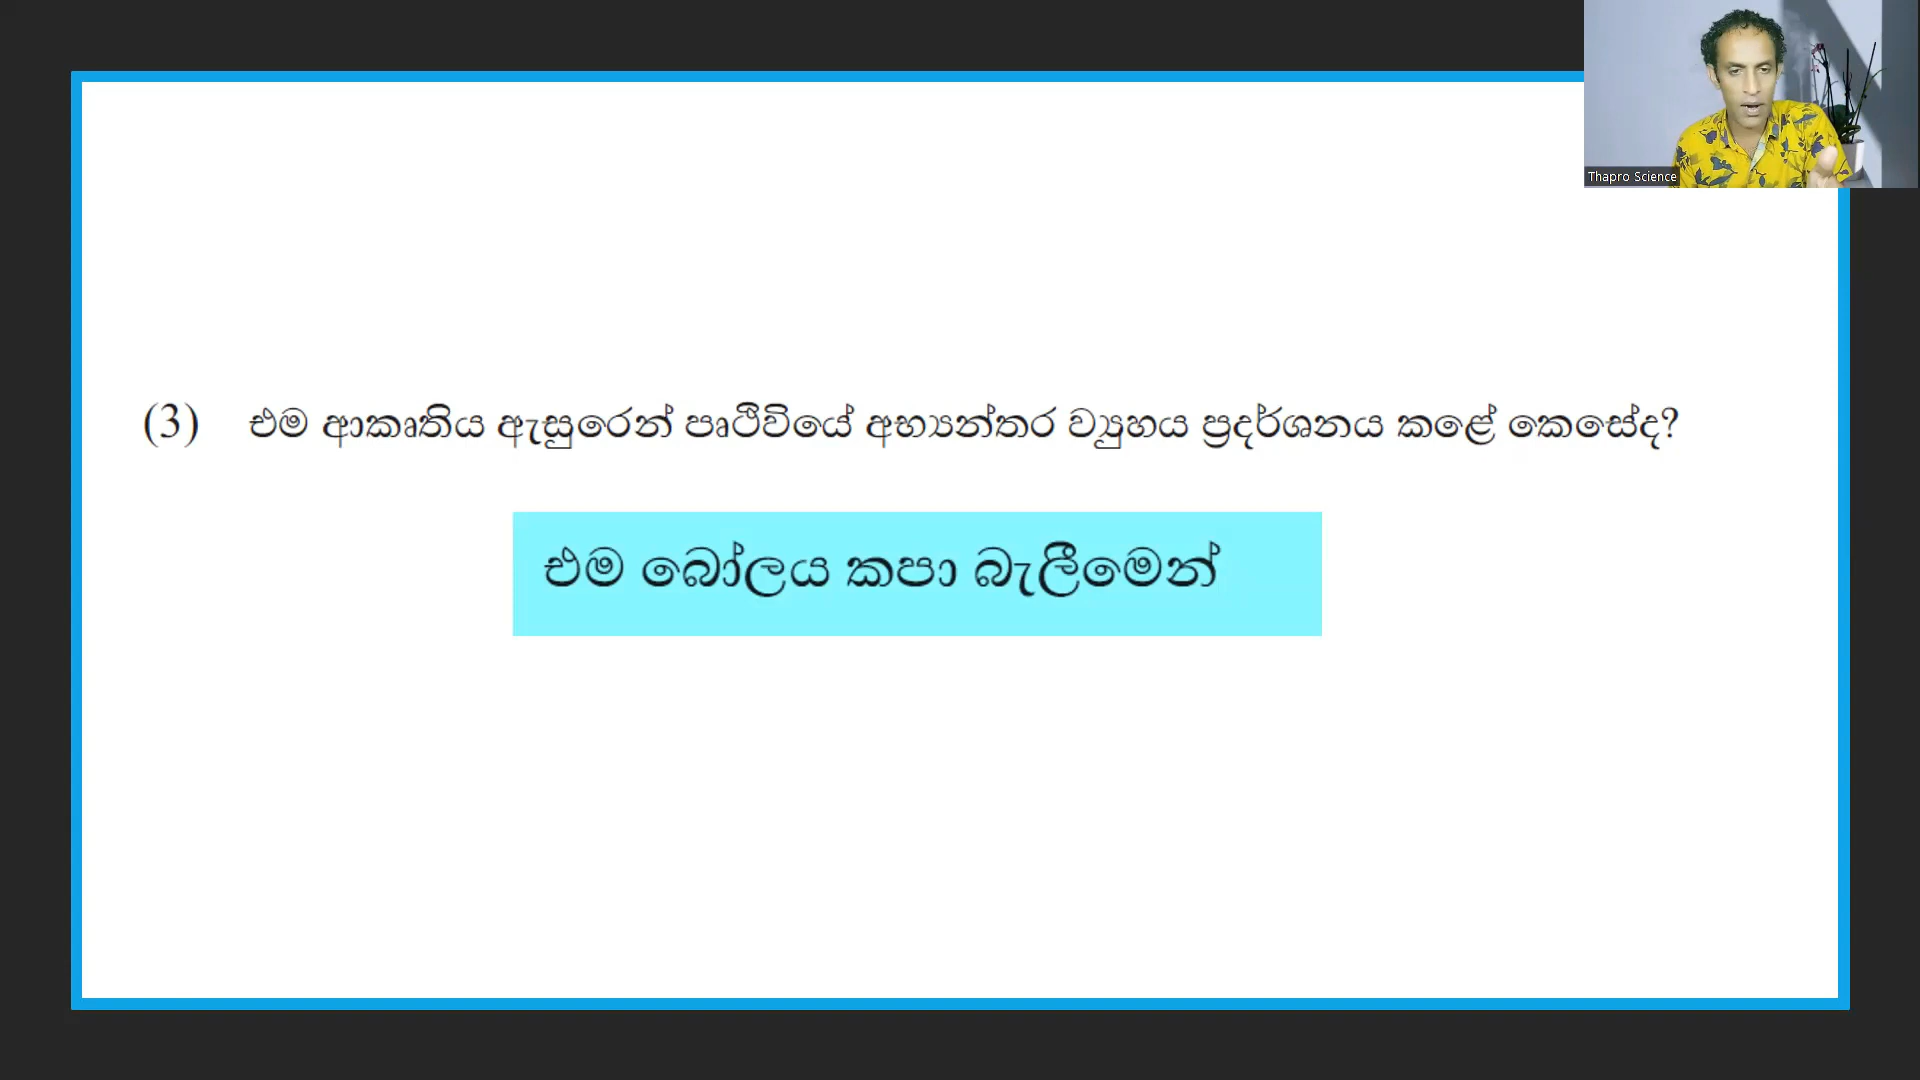 Thapro Science
(3) එම ආකෘතිය ඇසුරෙන් පෘථිවියේ අභ්‍යන්තර ව්‍යුහය ප්‍රදර්ශනය කළේ කෙසේද?
එම බෝලය කපා බැලීමෙන්